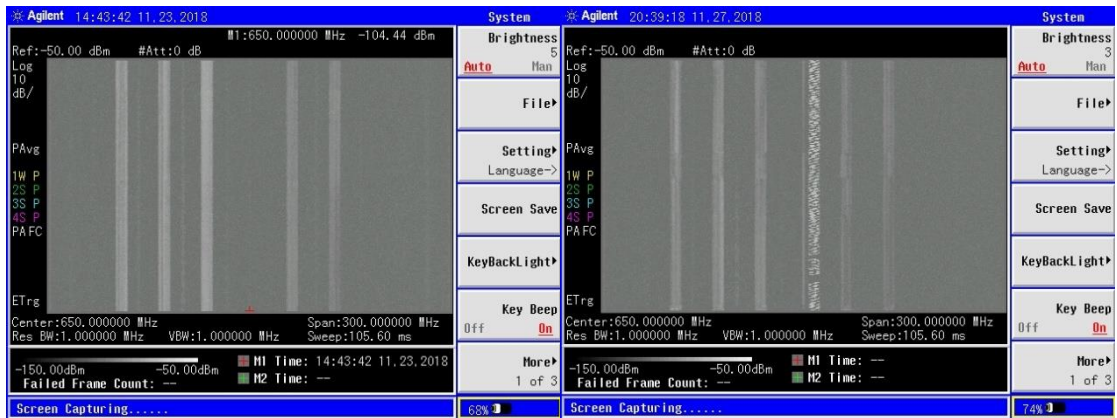 Agilent 14:43:42 11,23,2018
System
M1:650.000000 MHz -104.44 dBm
Ref:-50.00 dBm #Att:0 dB
Log
10
dB/
PAvg
1W P
2S P
3S P
4S P
PA FC
ETrg
Center:650.000000 MHz Span:300.000000 MHz
Res BW:1.000000 MHz VBW:1.000000 MHz Sweep:105.60 ms
-150.00dBm -50.00dBm
M1 Time: 14:43:42 11.23.2018
Failed Frame Count: --
M2 Time: --
Screen Capturing......
68%
Brightness
5
Auto Man
File
Setting
Language->
Screen Save
KeyBackLight
Key Beep
Off On
More
1 of 3
Agilent 20:39:18 11,27,2018
System
Ref:-50.00 dBm #Att:0 dB
Log
10
dB/
PAvg
1W P
2S P
3S P
4S P
PA FC
ETrg
Center:650.000000 MHz Span:300.000000 MHz
Res BW:1.000000 MHz VBW:1.000000 MHz Sweep:105.60 ms
-150.00dBm -50.00dBm
M1 Time: --
Failed Frame Count: --
M2 Time: --
Screen Capturing......
74%
Brightness
3
Auto Man
File
Setting
Language->
Screen Save
KeyBackLight
Key Beep
Off On
More
1 of 3